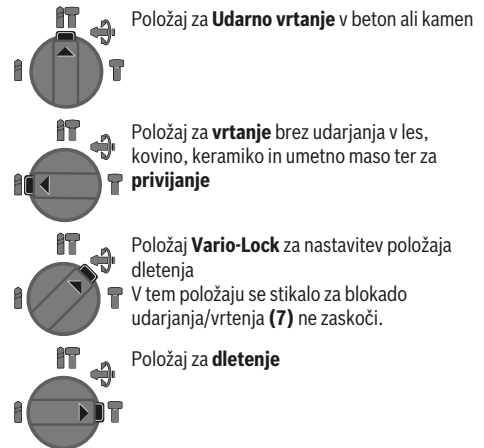 Položaj za Udarno vrtanje v beton ali kamen
Položaj za vrtanje brez udarjanja v les,
kovino, keramiko in umetno maso ter za
privijanje
Položaj Vario-Lock za nastavitev položaja
dletenja
V tem položaju se stikalo za blokado
udarjanja/vrtenja (7) ne zaskoči.
Položaj za dletenje